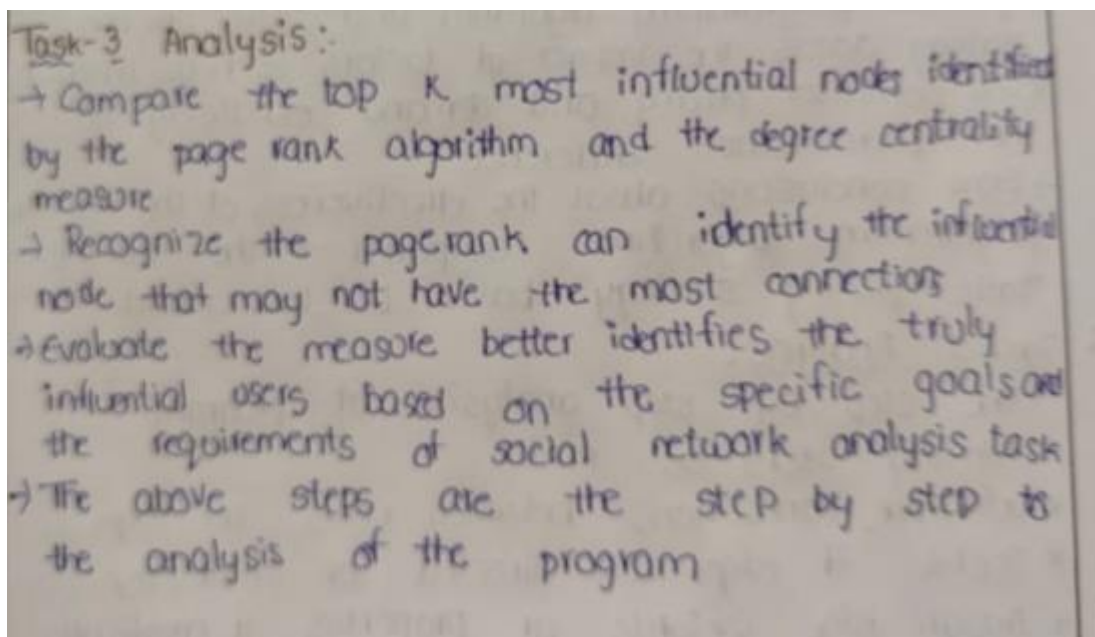 Task-3 Analysis:-
→ Compare the top K most influential nodes identified
by the page rank algorithm and the degree centrality
measure
→ Recognize the pagerank can identify the influential
node that may not have the most connections
→ Evaluate the measure better identifies the truly
influential users based on the specific goals and
the requirements of social network analysis task
→ The above steps are the step by step to
the analysis of the program